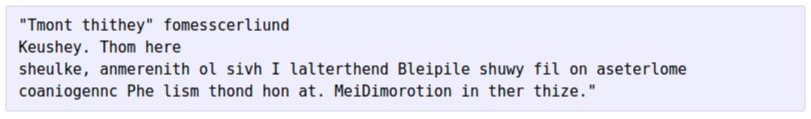 "Tmont thithey" fomesscerliund
Keushey. Thom here
sheulke, anmerenith ol sivh I lalterthend Bleipile shuwy fil on aseterlome
coaniogennc Phe lism thond hon at. MeiDimorotion in ther thize."